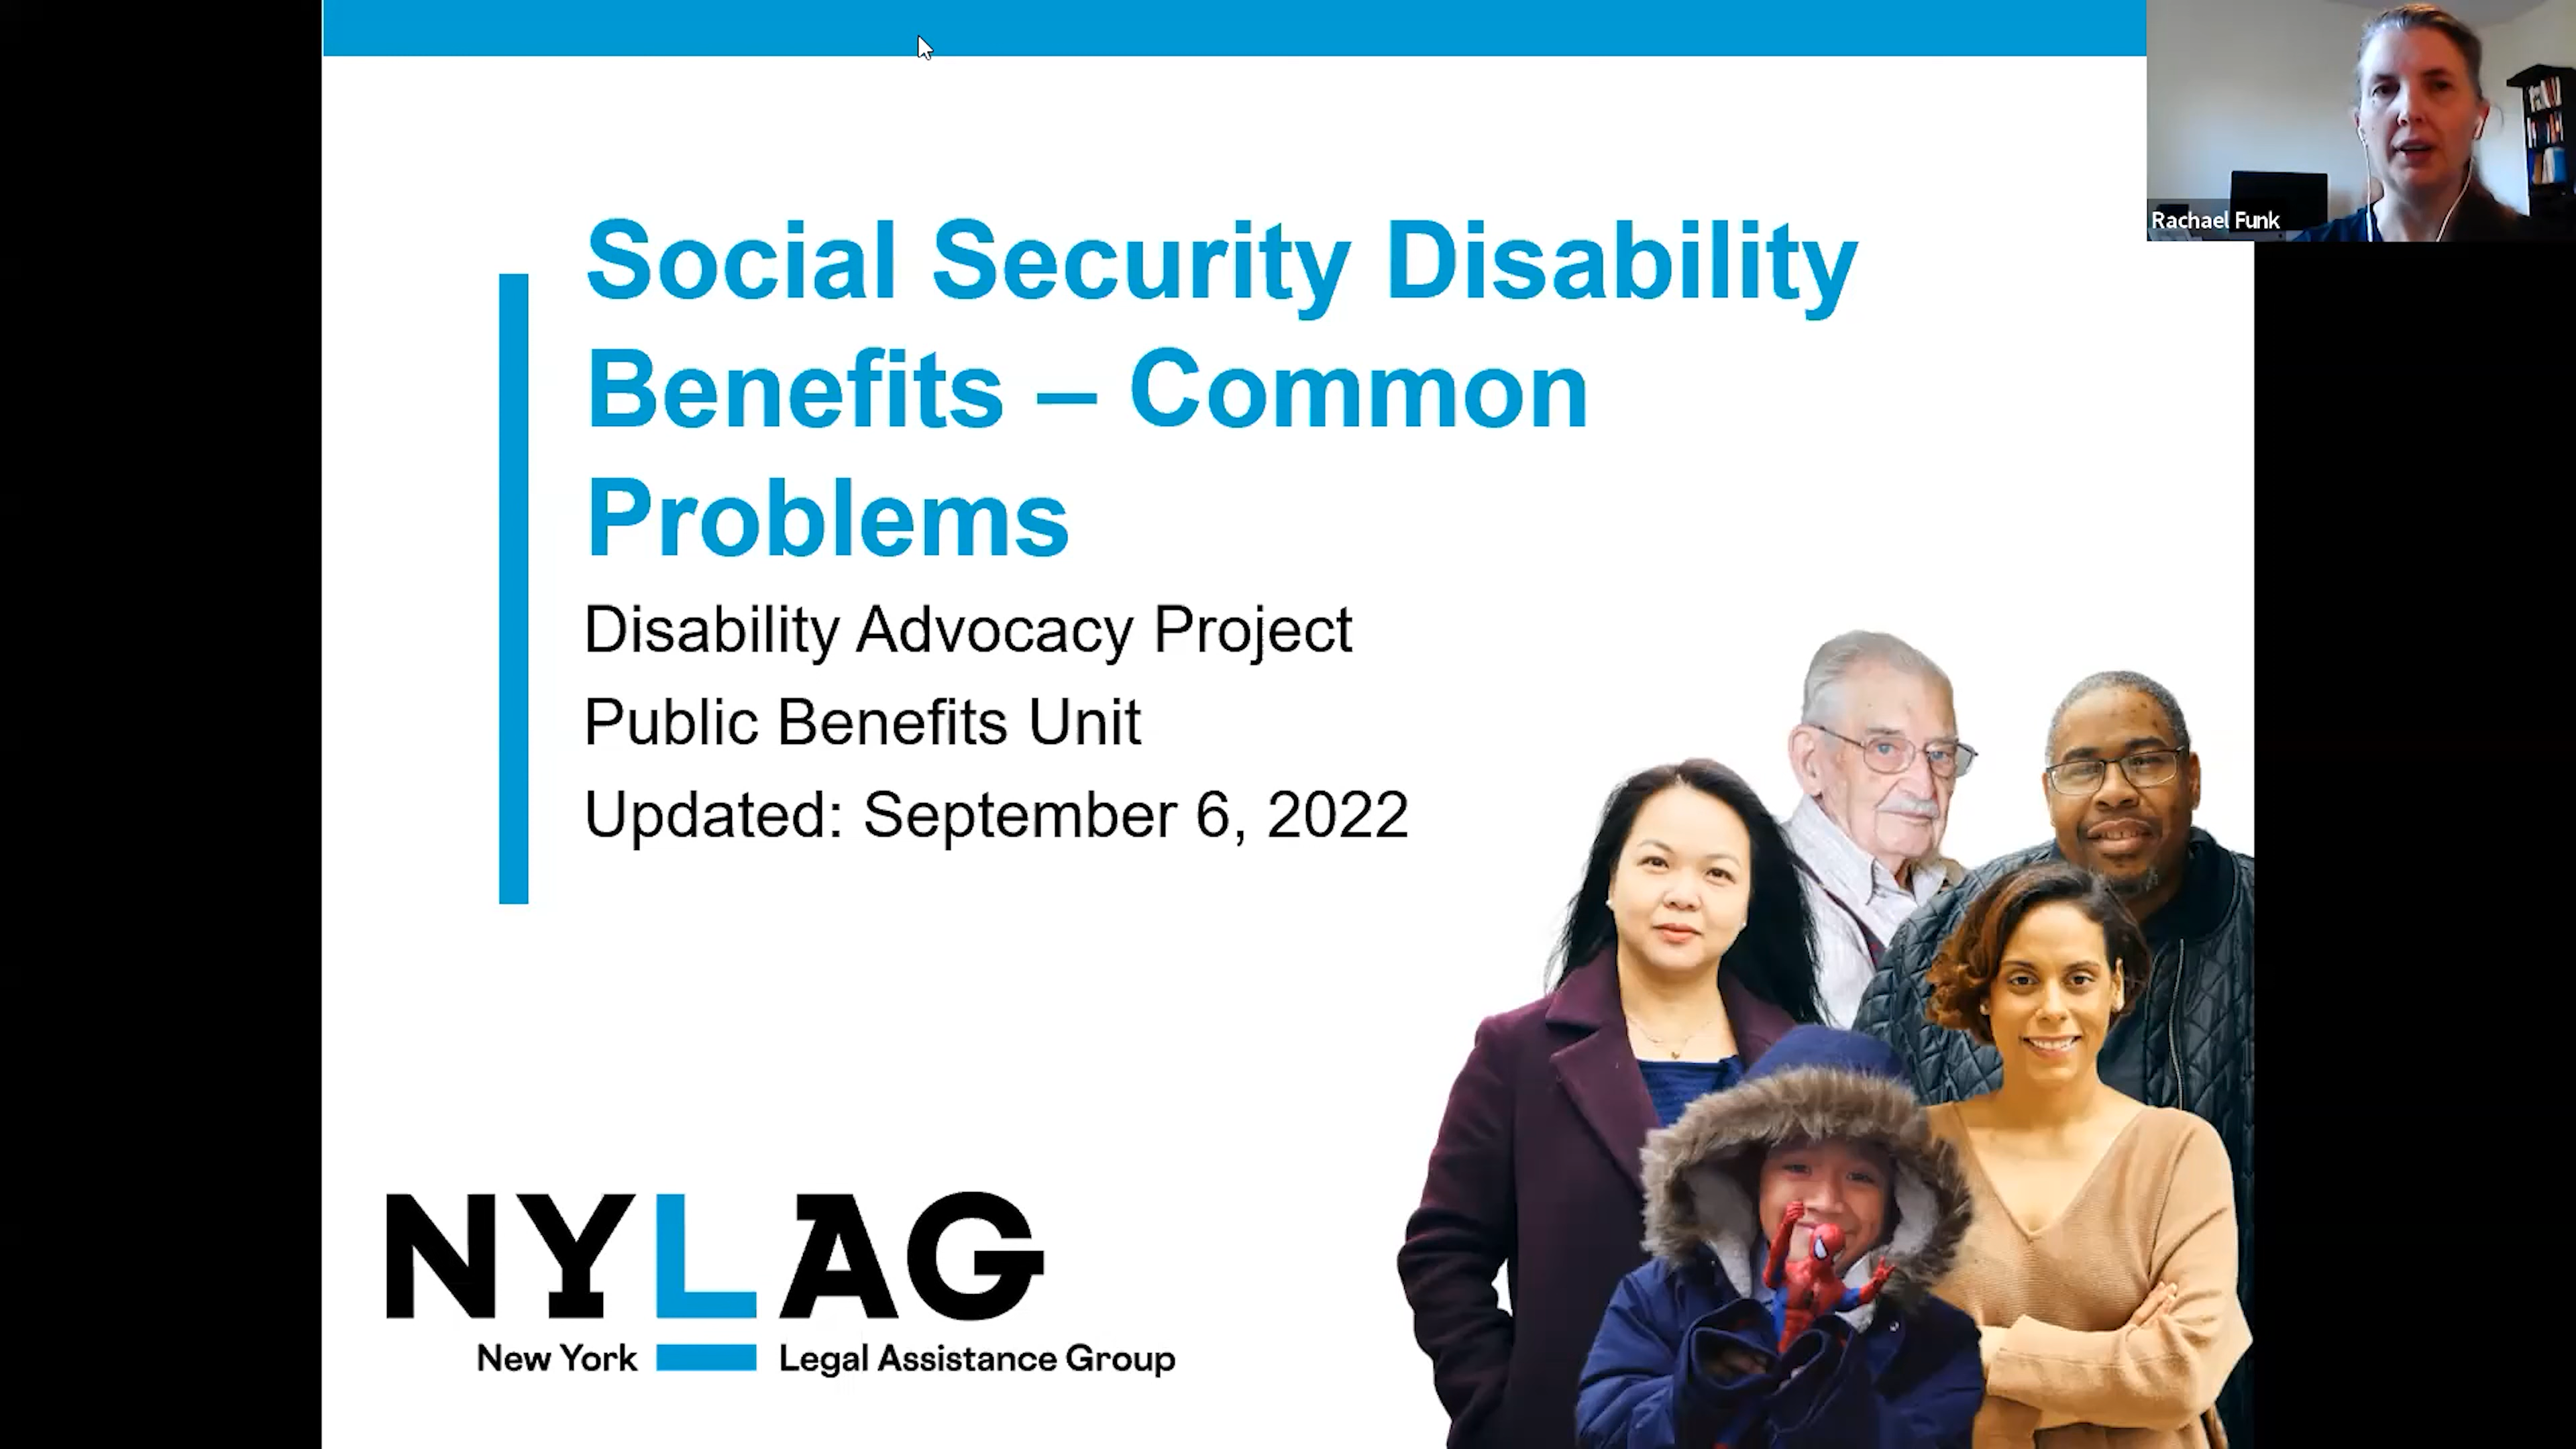 Rachael Funk
Social Security Disability
Benefits – Common
Problems
Disability Advocacy Project
Public Benefits Unit
Updated: September 6, 2022
NYLAG
New York Legal Assistance Group